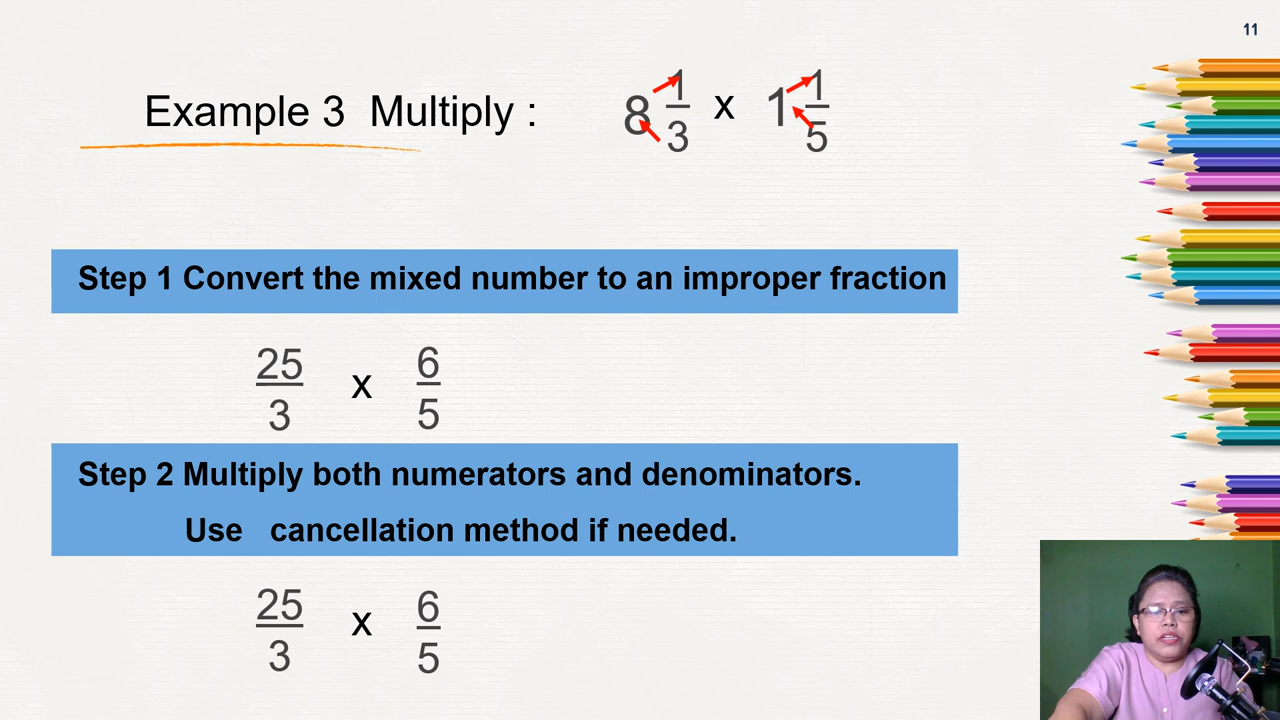 11
Example 3 Multiply : 8 1/3 x 1 1/5
Step 1 Convert the mixed number to an improper fraction
25/3 x 6/5
Step 2 Multiply both numerators and denominators.
Use cancellation method if needed.
25/3 x 6/5